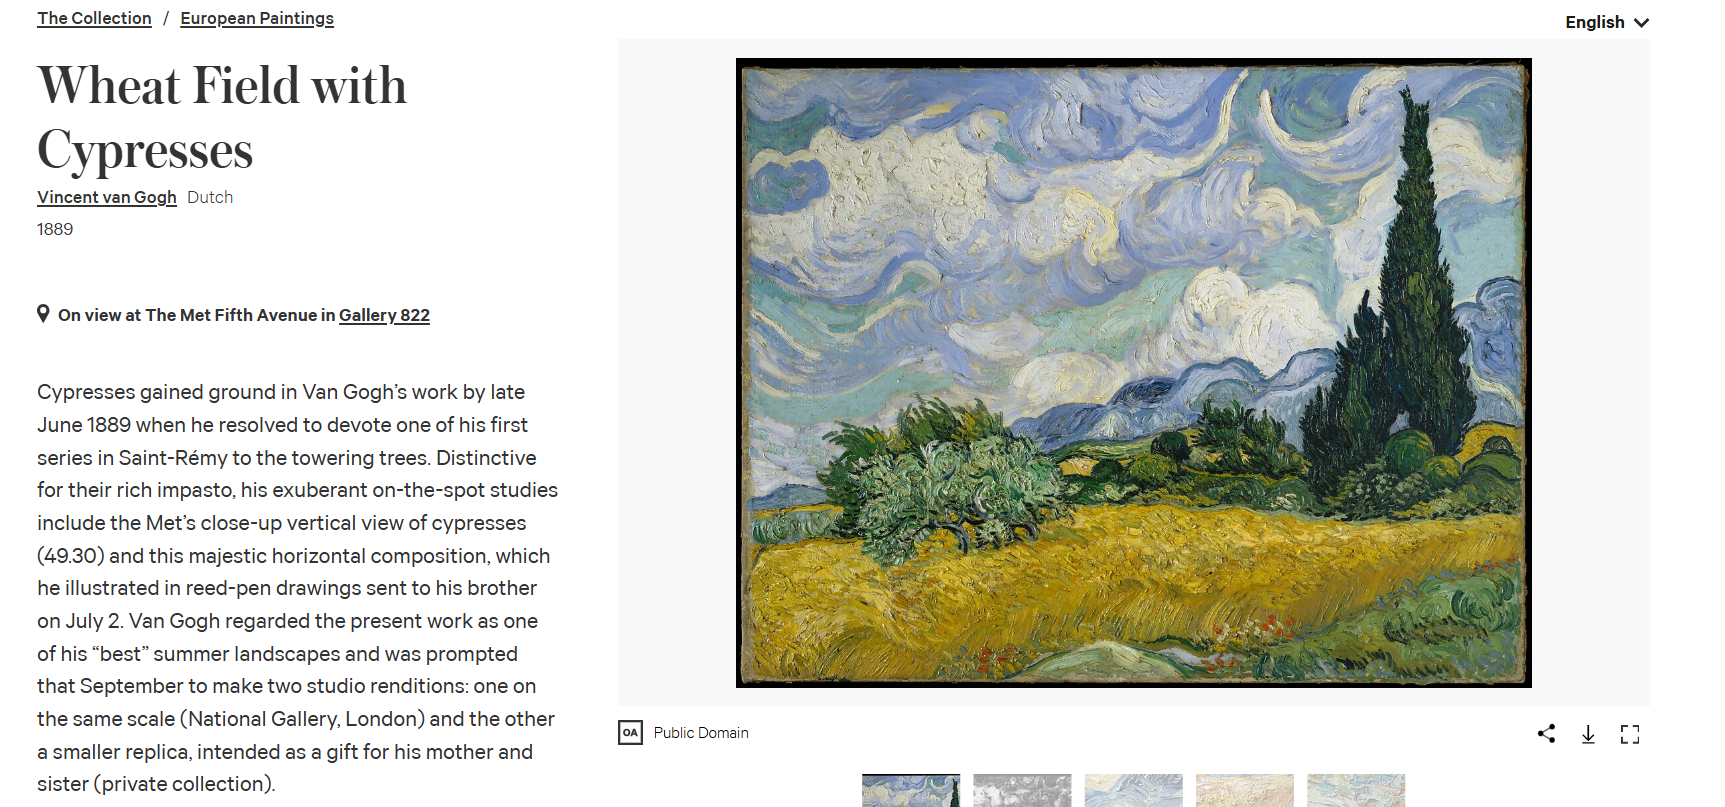 The Collection / European Paintings
English
Wheat Field with
Cypresses
Vincent van Gogh Dutch
1889
On view at The Met Fifth Avenue in Gallery 822
Cypresses gained ground in Van Gogh’s work by late
June 1889 when he resolved to devote one of his first
series in Saint-Rémy to the towering trees. Distinctive
for their rich impasto, his exuberant on-the-spot studies
include the Met’s close-up vertical view of cypresses
(49.30) and this majestic horizontal composition, which
he illustrated in reed-pen drawings sent to his brother
on July 2. Van Gogh regarded the present work as one
of his “best” summer landscapes and was prompted
that September to make two studio renditions: one on
the same scale (National Gallery, London) and the other
a smaller replica, intended as a gift for his mother and
sister (private collection).
OA Public Domain